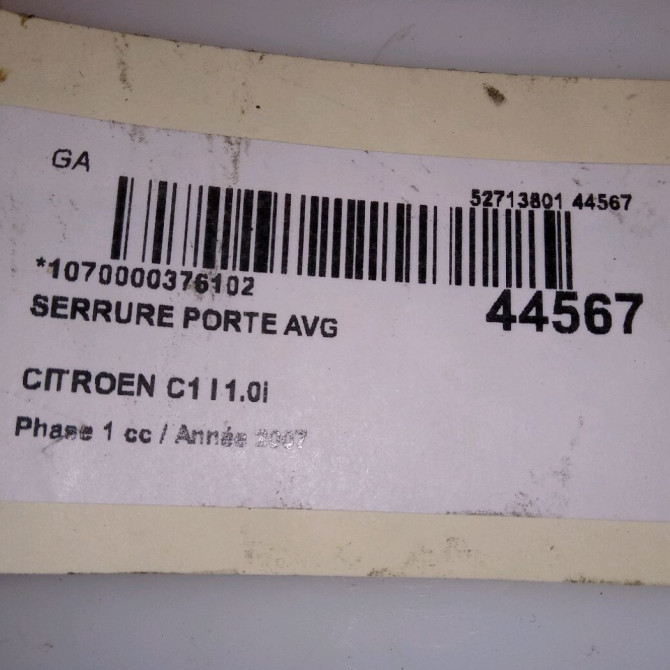 GA
52713801 44567
*1070000376102
44567
SERRURE PORTE AVG
CITROEN C1 I 1.0i
Phase 1 cc / Année 2007